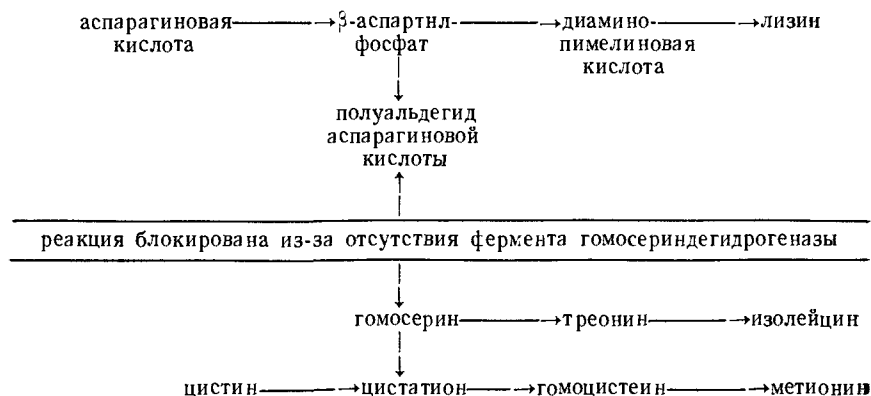 аспарагиновая → β-аспартнл- → диамино- → лизин
кислота фосфат пимелиновая
кислота
полуальдегид
аспарагиновой
кислоты
реакция блокирована из-за отсутствия фермента гомосериндегидрогеназы
гомосерин → треонин → изолейцин
цистин → цистатион → гомоцистеин → метионин